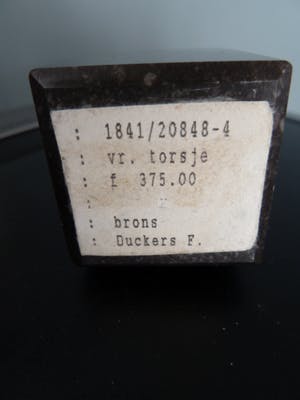 : 1841/20848-4
: vr. torsje
: f 375.00
:
: brons
: Duckers F.